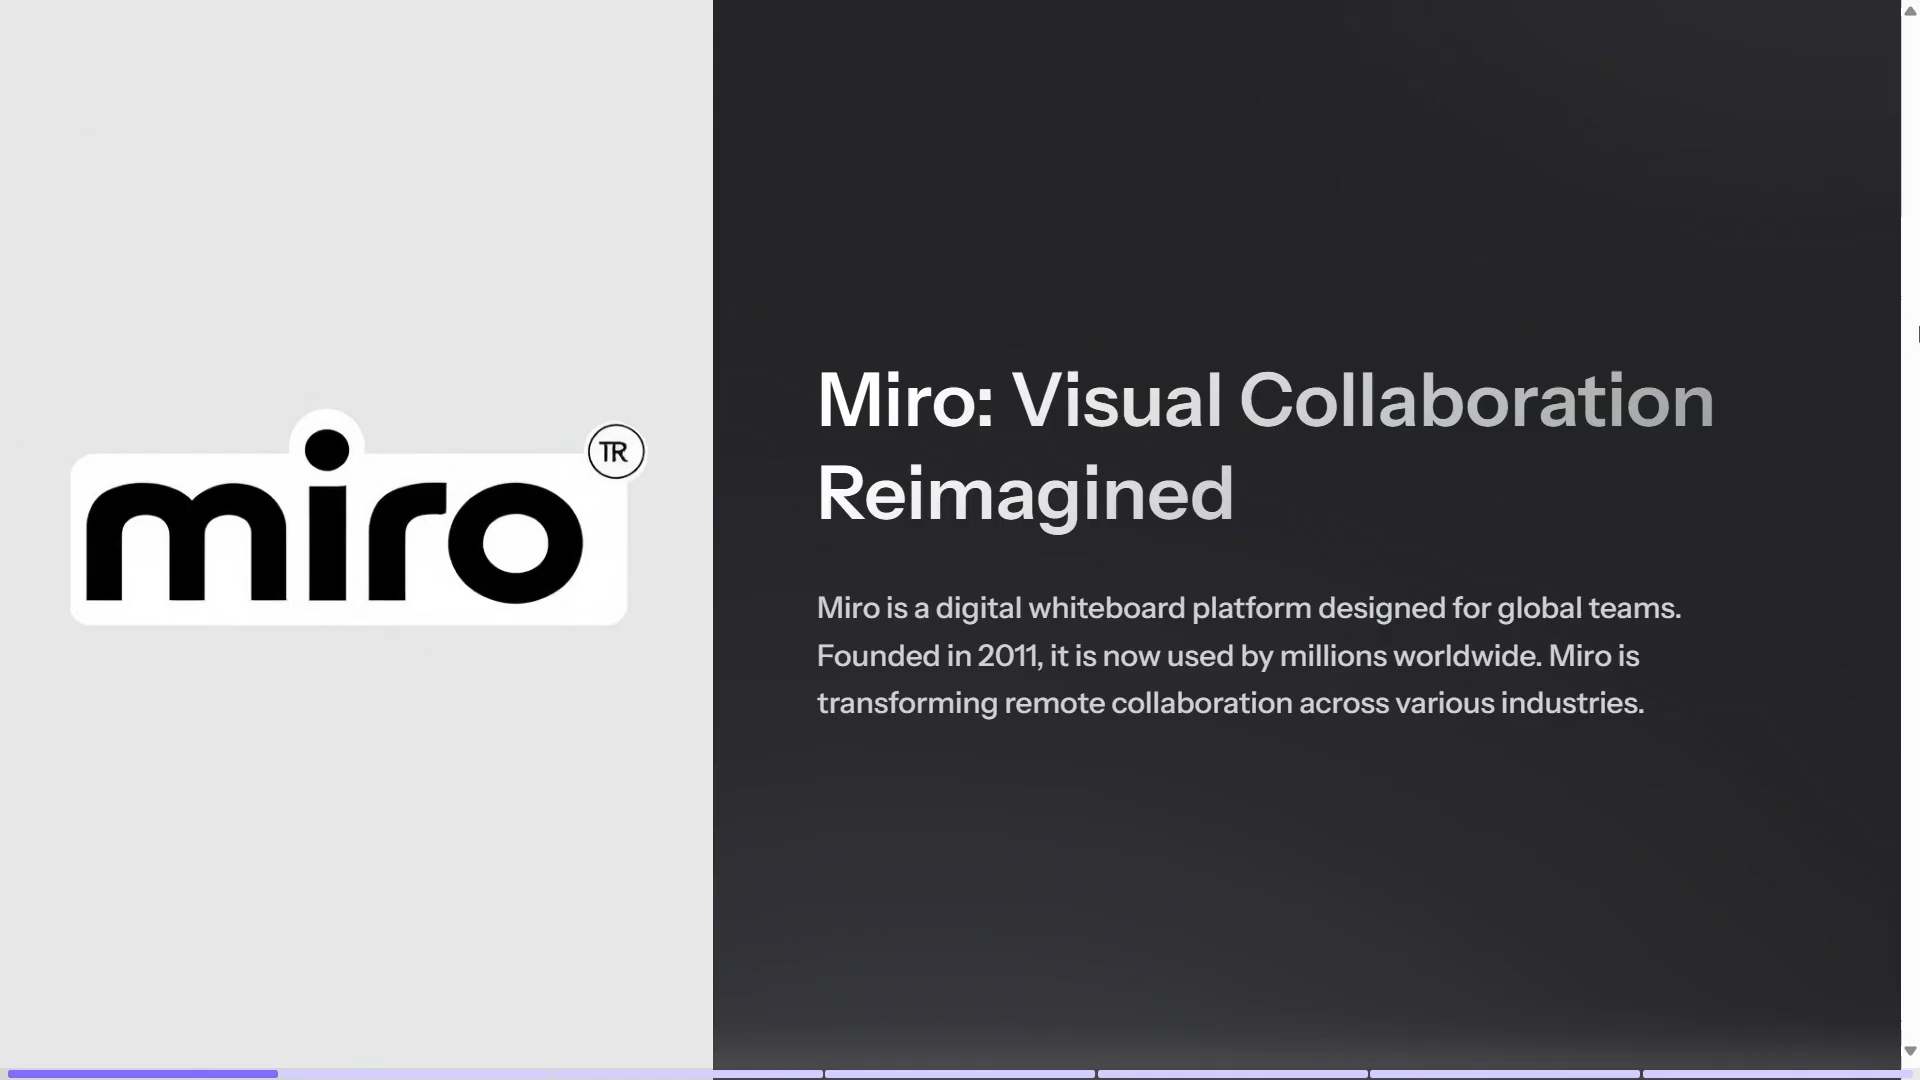 miro
TR
Miro: Visual Collaboration
Reimagined
Miro is a digital whiteboard platform designed for global teams.
Founded in 2011, it is now used by millions worldwide. Miro is
transforming remote collaboration across various industries.